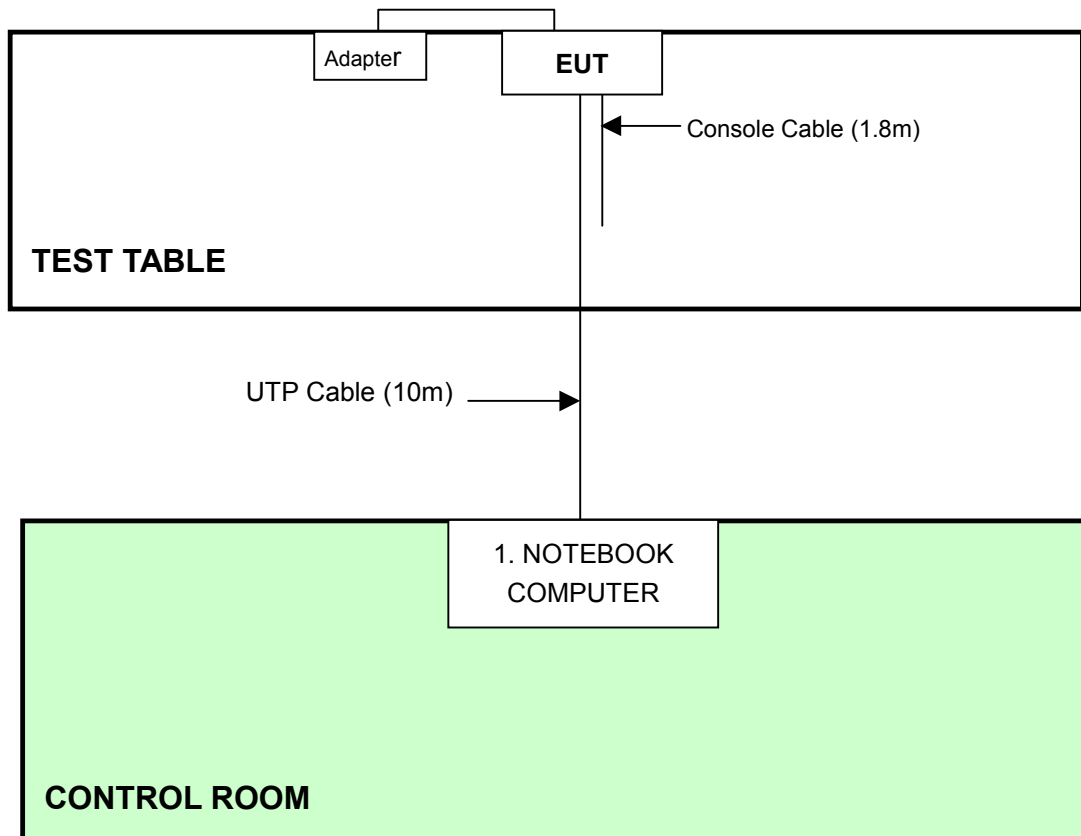 Adapter
EUT
Console Cable (1.8m)
TEST TABLE
UTP Cable (10m)
1. NOTEBOOK
COMPUTER
CONTROL ROOM